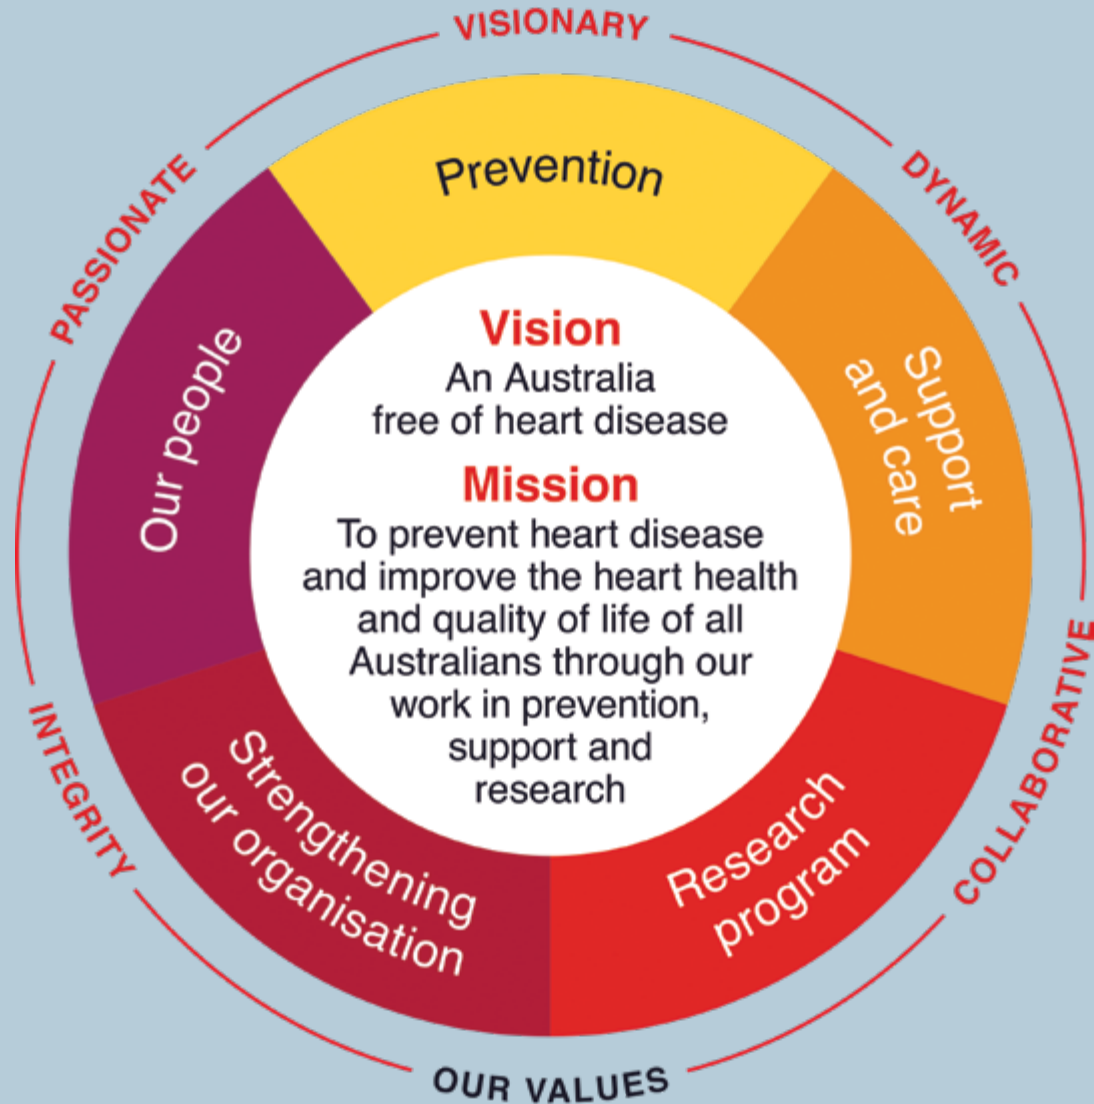 VISIONARY
DYNAMIC
COLLABORATIVE
OUR VALUES
INTEGRITY
PASSIONATE
Prevention
Support
and care
Research
program
Strengthening
our organisation
Our people
Vision
An Australia
free of heart disease
Mission
To prevent heart disease
and improve the heart health
and quality of life of all
Australians through our
work in prevention,
support and
research